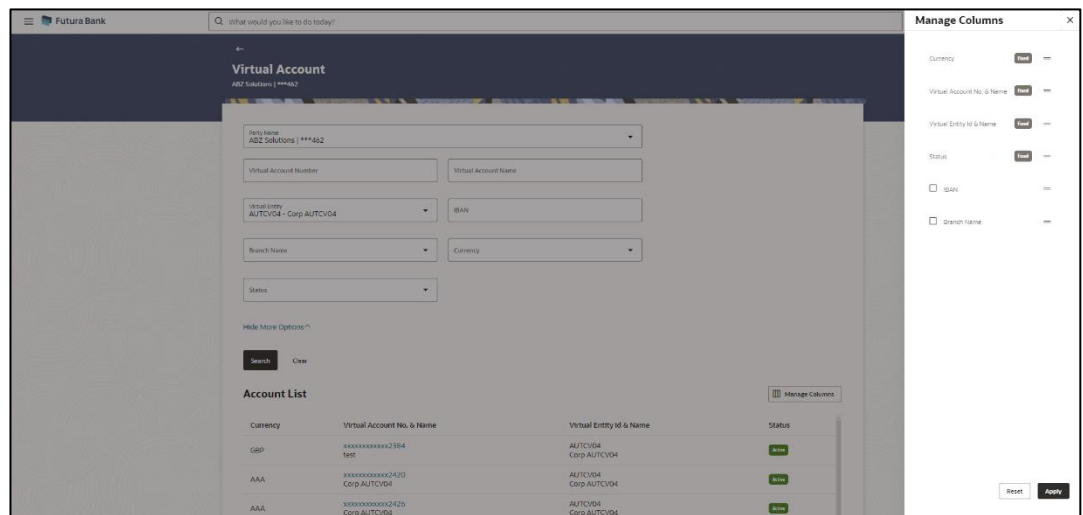 Futura Bank
What would you like to do today?
Manage Columns
Virtual Account
ABZ Solutions | ***462
Party Name
ABZ Solutions | ***462
Virtual Account Number
Virtual Account Name
Virtual Entity
AUTCV04 - Corp AUTCV04
IBAN
Branch Name
Currency
Status
Hide More Options
Search
Clear
Account List
Manage Columns
Currency
Virtual Account No. & Name
Virtual Entity Id & Name
Status
GBP
xxxxxxxxxxxx2384
test
AUTCV04
Corp AUTCV04
Active
AAA
xxxxxxxxxxxx2420
Corp AUTCV04
AUTCV04
Corp AUTCV04
Active
AAA
xxxxxxxxxxxx2426
Corp AUTCV04
AUTCV04
Corp AUTCV04
Active
Currency
Fixed
Virtual Account No. & Name
Fixed
Virtual Entity Id & Name
Fixed
Status
Fixed
IBAN
Branch Name
Reset
Apply